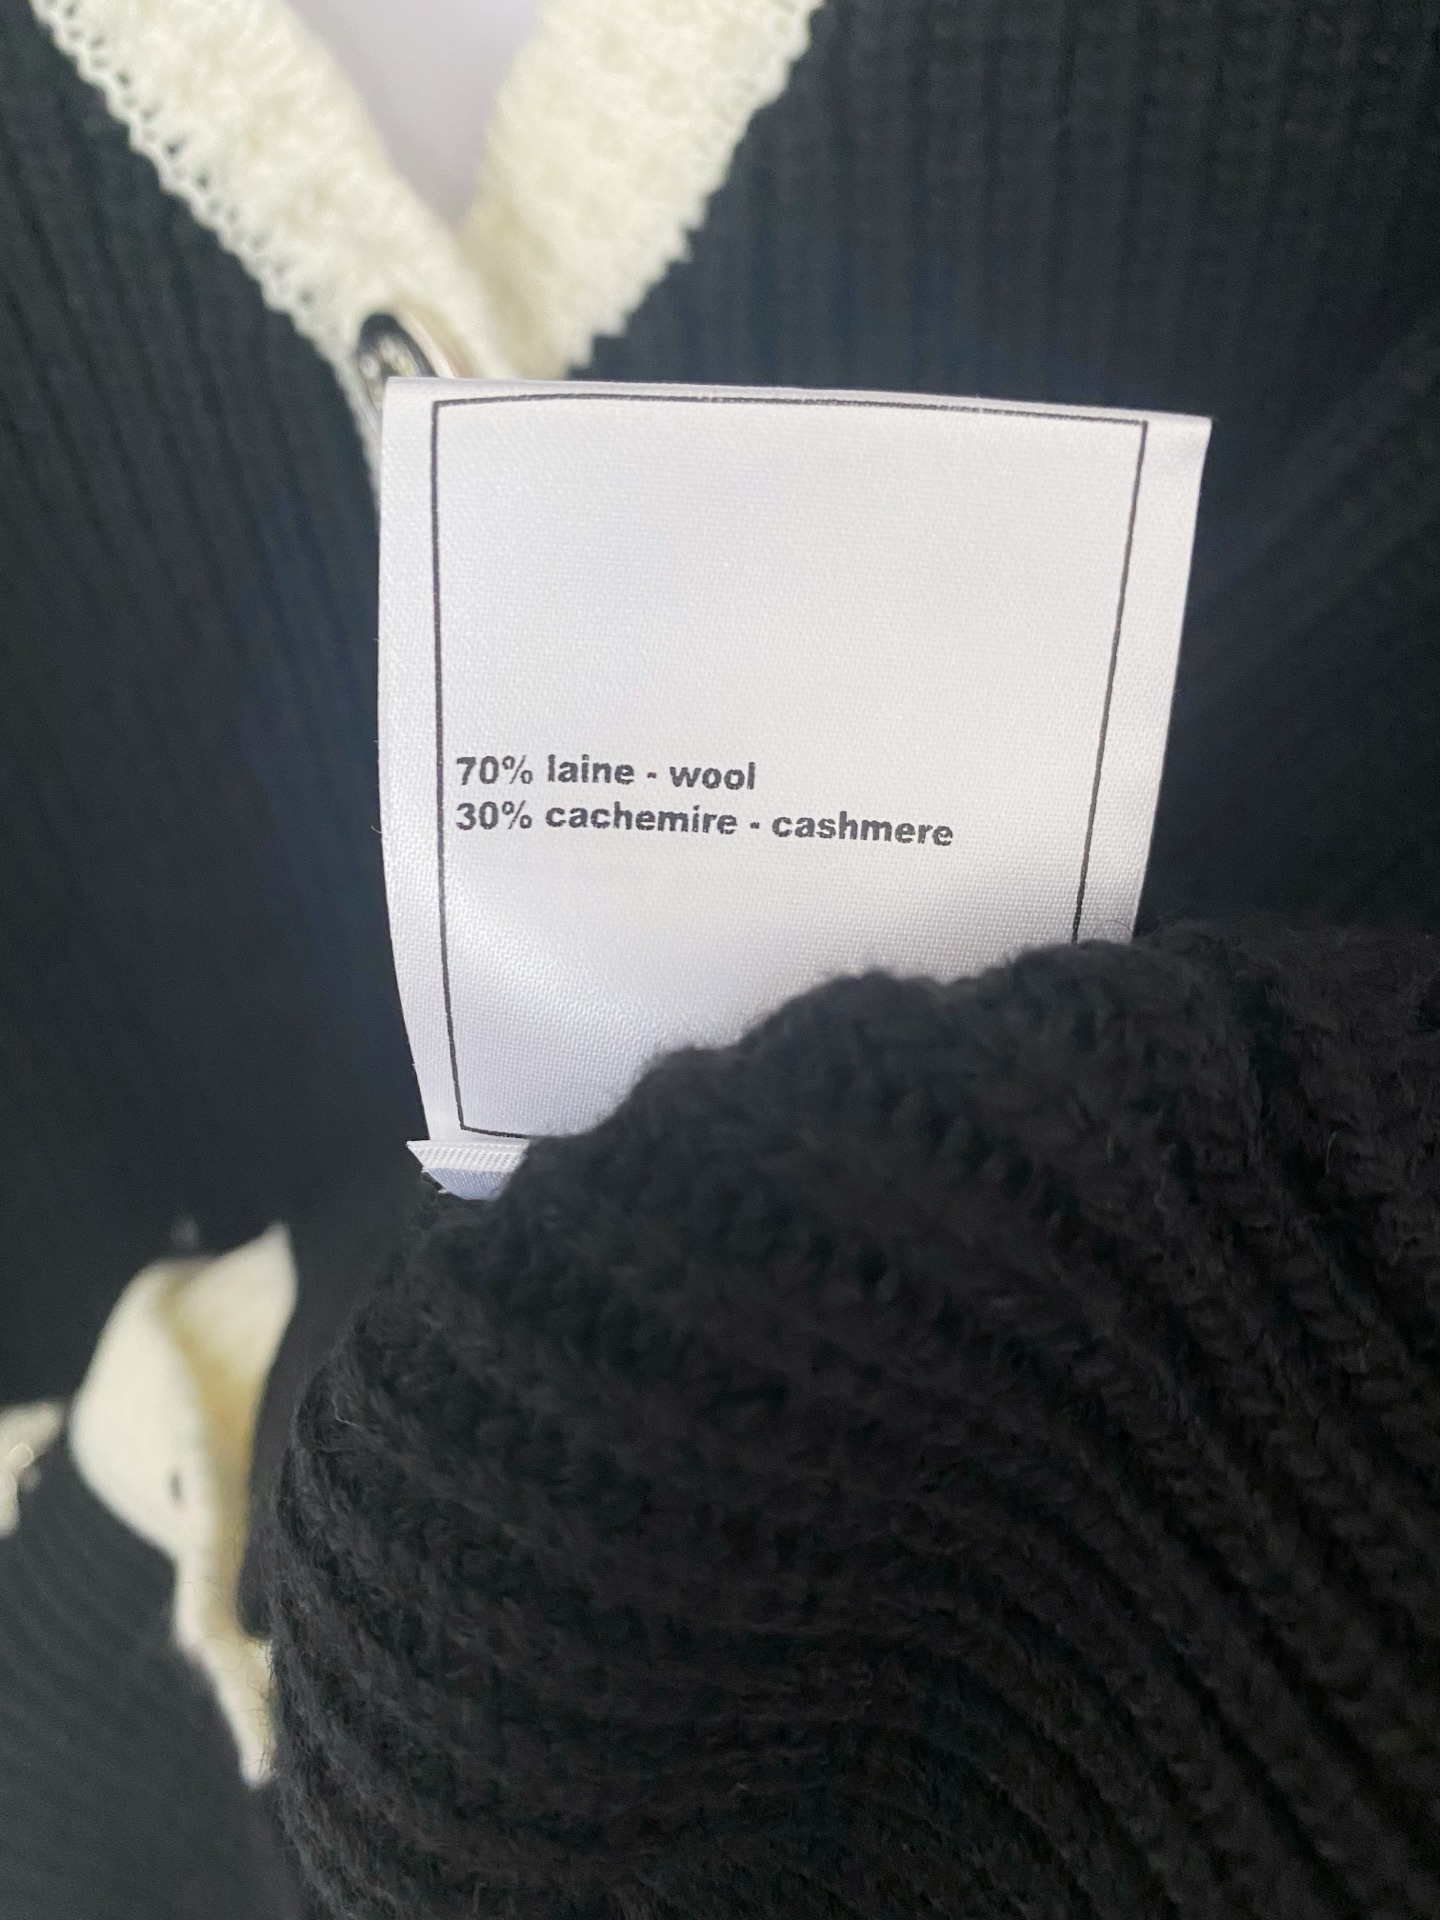 70% laine - wool
30% cachemire - cashmere